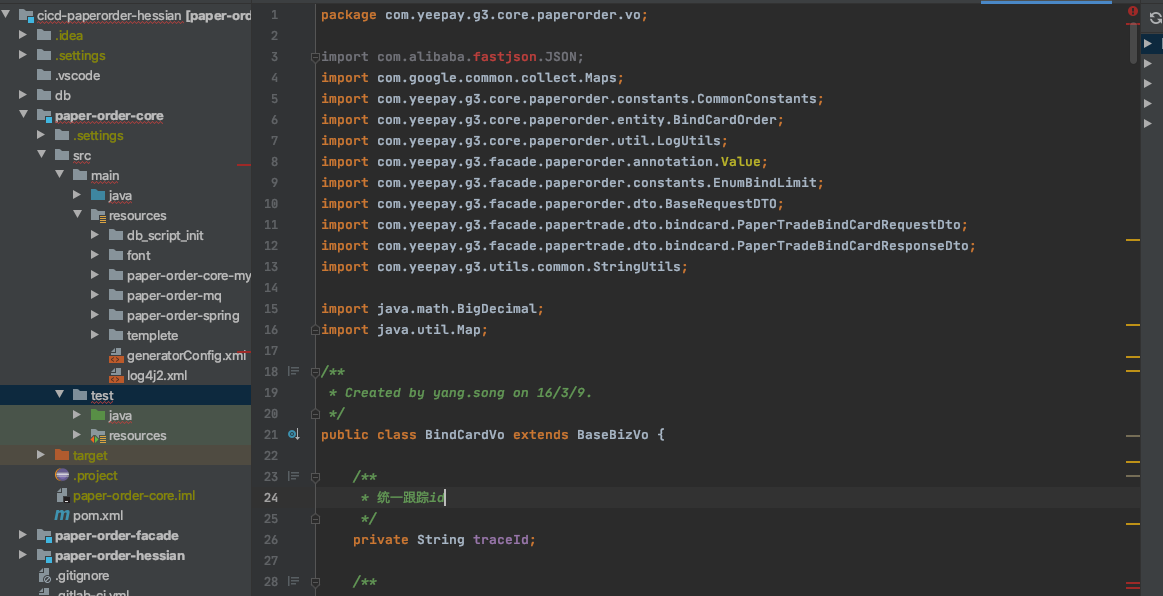 cicd-paperorder-hessian [paper-ord
.idea
.settings
.vscode
db
paper-order-core
.settings
src
main
java
resources
db_script_init
font
paper-order-core-my
paper-order-mq
paper-order-spring
templete
generatorConfig.xml
log4j2.xml
test
java
resources
target
.project
paper-order-core.iml
pom.xml
paper-order-facade
paper-order-hessian
.gitignore
.gitlab-ci.yml
1 package com.yeepay.g3.core.paperorder.vo;
2
3 import com.alibaba.fastjson.JSON;
4 import com.google.common.collect.Maps;
5 import com.yeepay.g3.core.paperorder.constants.CommonConstants;
6 import com.yeepay.g3.core.paperorder.entity.BindCardOrder;
7 import com.yeepay.g3.core.paperorder.util.LogUtils;
8 import com.yeepay.g3.facade.paperorder.annotation.Value;
9 import com.yeepay.g3.facade.paperorder.constants.EnumBindLimit;
10 import com.yeepay.g3.facade.paperorder.dto.BaseRequestDTO;
11 import com.yeepay.g3.facade.papertrade.dto.bindcard.PaperTradeBindCardRequestDto;
12 import com.yeepay.g3.facade.papertrade.dto.bindcard.PaperTradeBindCardResponseDto;
13 import com.yeepay.g3.utils.common.StringUtils;
14
15 import java.math.BigDecimal;
16 import java.util.Map;
17
18 /**
19 * Created by yang.song on 16/3/9.
20 */
21 public class BindCardVo extends BaseBizVo {
22
23 /**
24 * 统一跟踪id
25 */
26 private String traceId;
27
28 /**